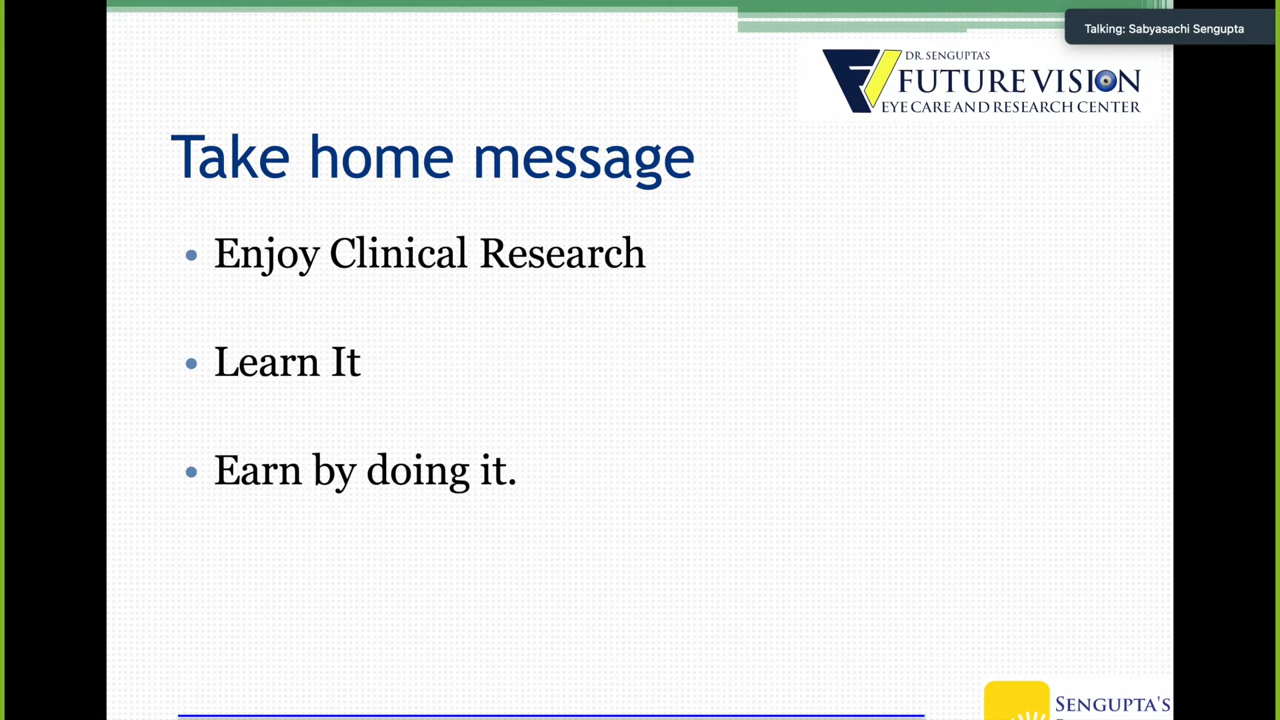 Talking: Sabyasachi Sengupta
DR. SENGUPTA'S
FUTURE VISION
EYE CARE AND RESEARCH CENTER
Take home message
• Enjoy Clinical Research
• Learn It
• Earn by doing it.
SENGUPTA'S